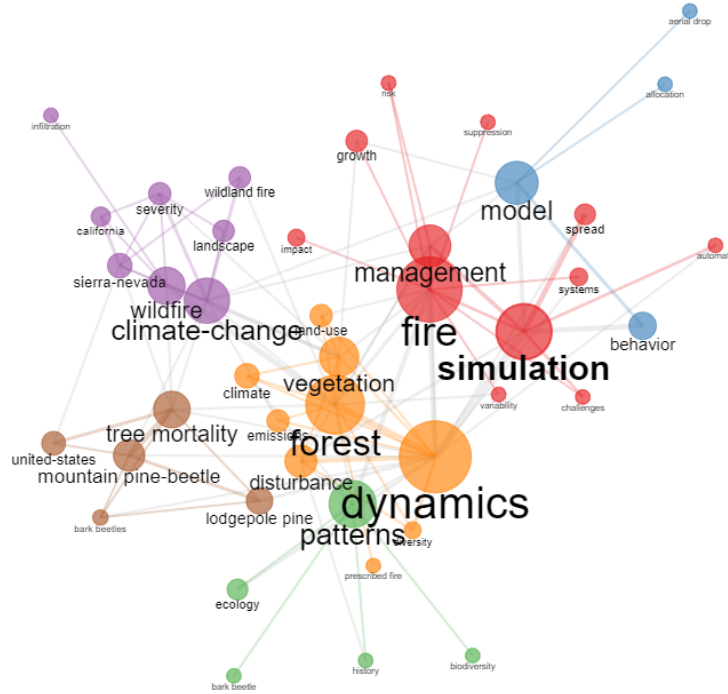 aerial drop
risk
allocation
infiltration
suppression
growth
wildland fire
severity
model
california
spread
landscape
impact
automat
sierra-nevada
management
systems
wildfire
climate-change
land-use
fire
behavior
simulation
vegetation
climate
variability
challenges
tree mortality
emissions
forest
united-states
mountain pine-beetle
disturbance
dynamics
lodgepole pine
bark beetles
patterns
diversity
prescribed fire
ecology
biodiversity
history
bark beetle